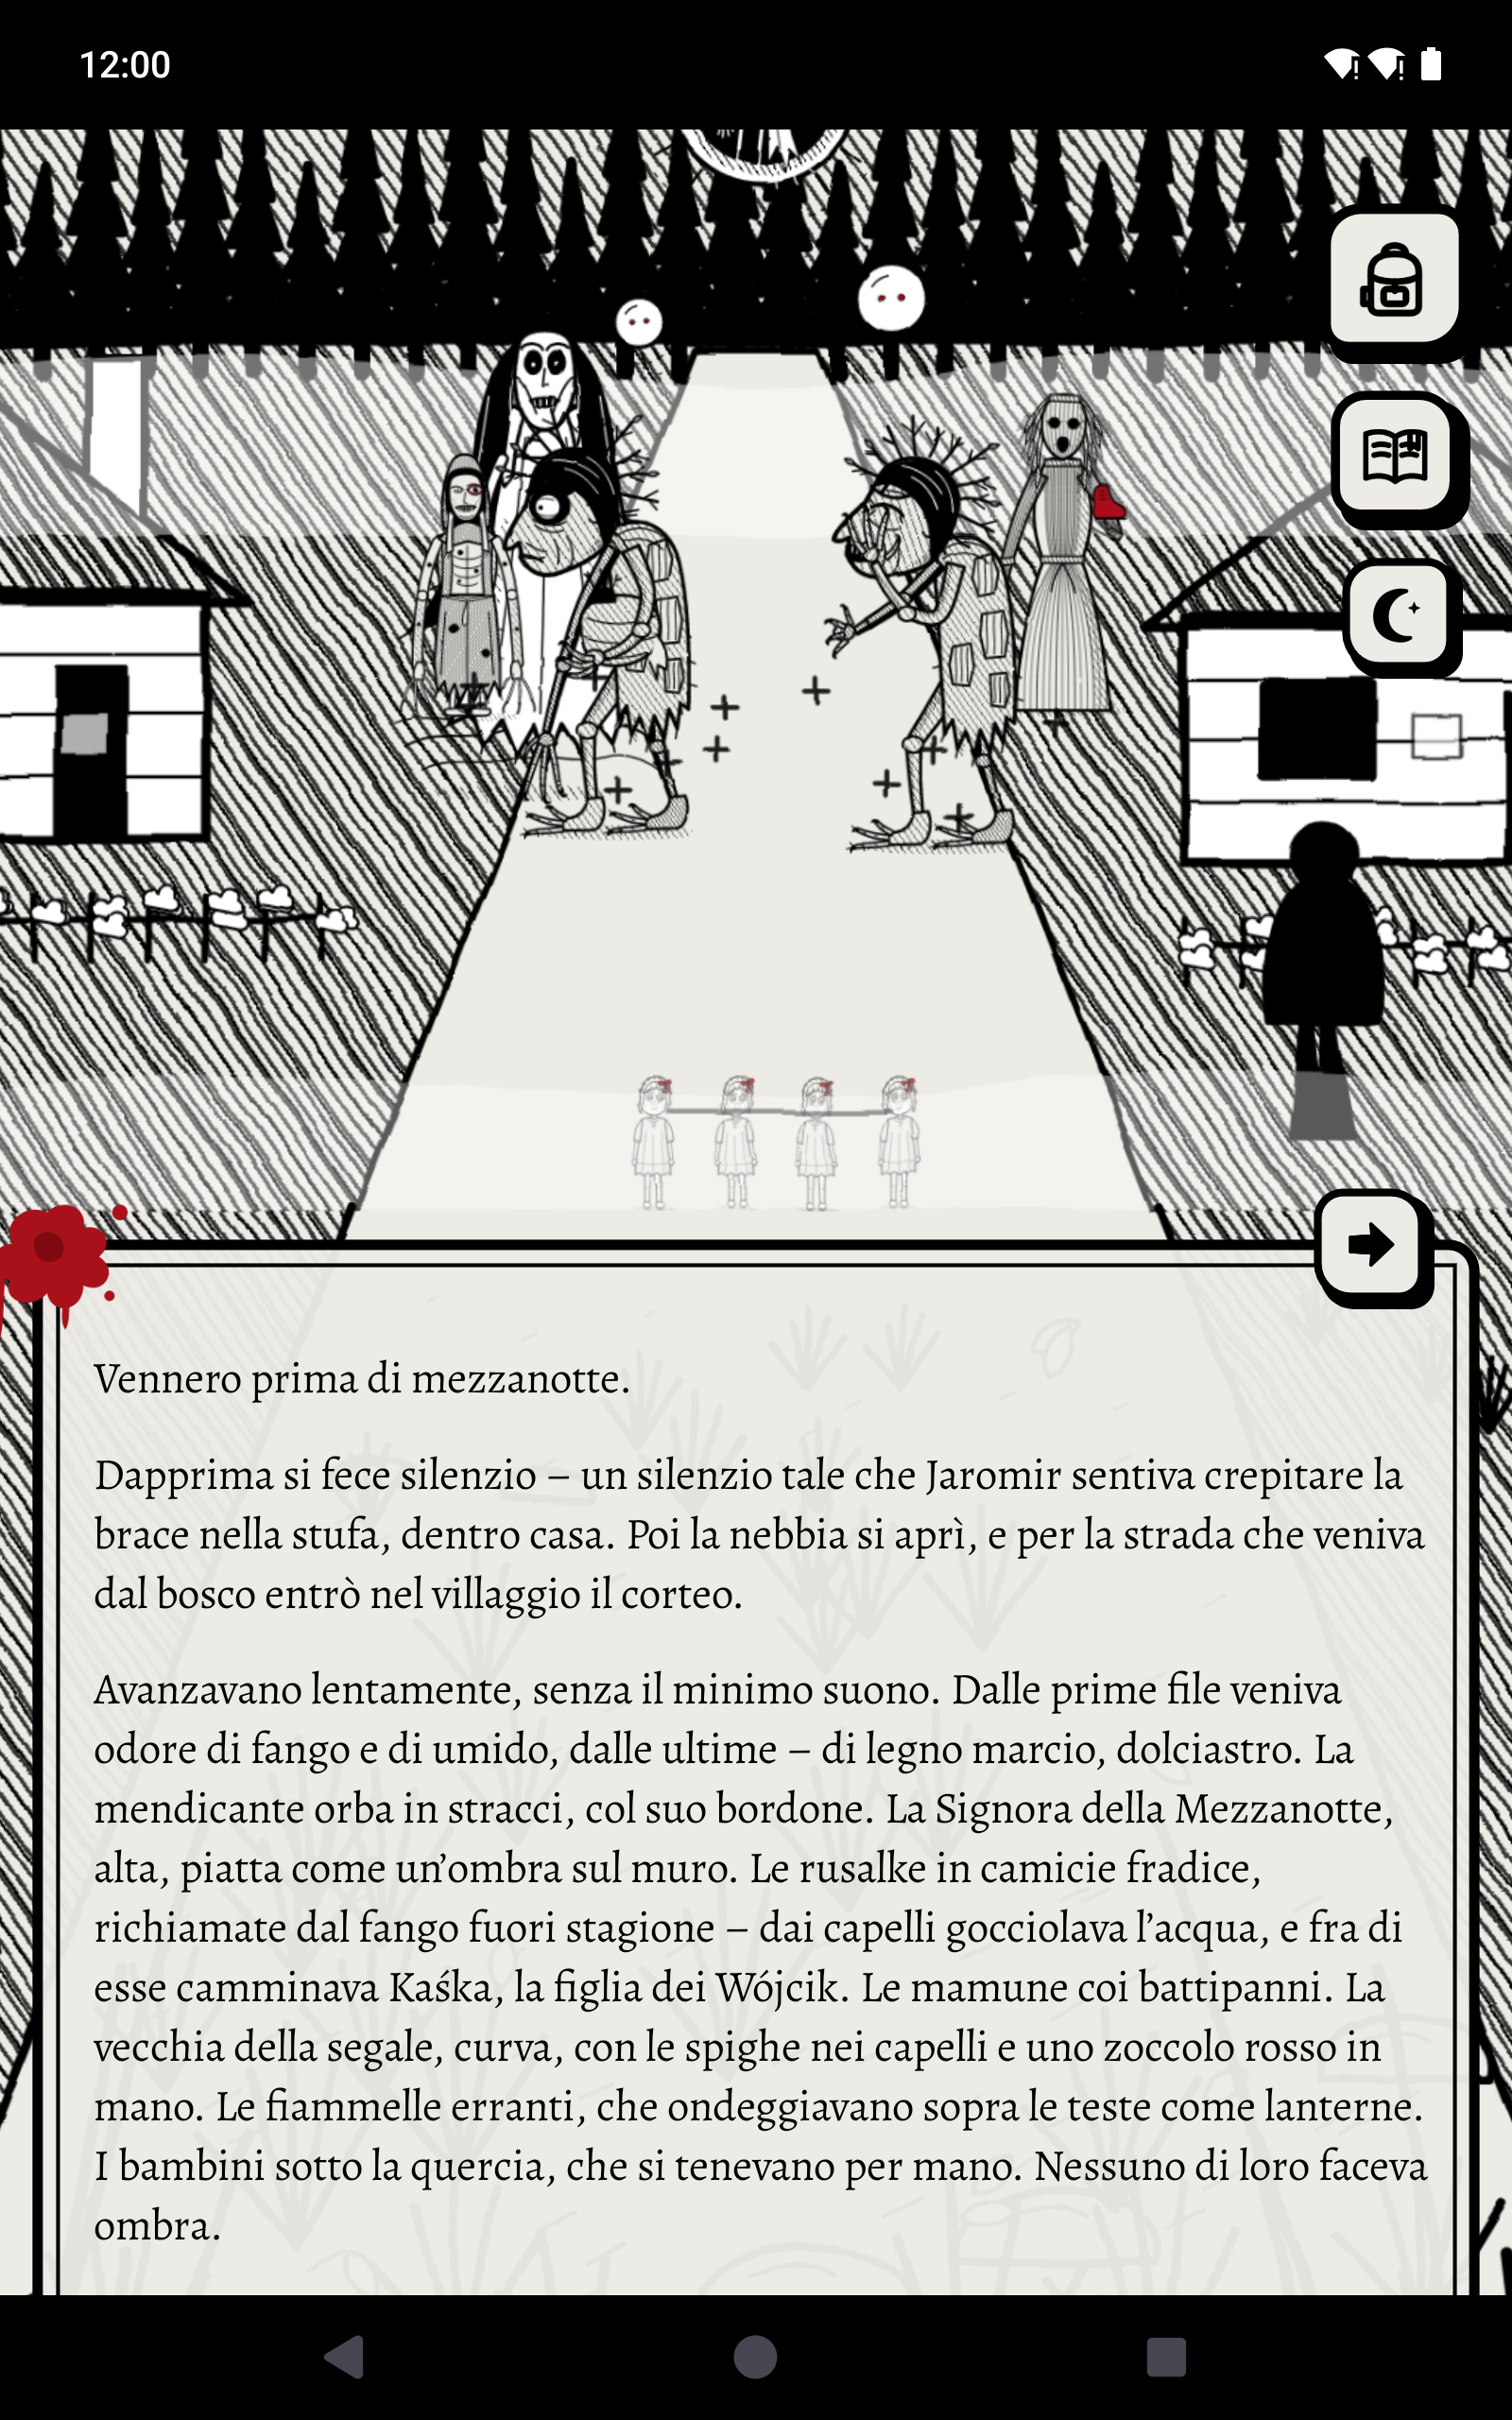 12:00
Vennero prima di mezzanotte.
Dapprima si fece silenzio – un silenzio tale che Jaromir sentiva crepitare la
brace nella stufa, dentro casa. Poi la nebbia si aprì, e per la strada che veniva
dal bosco entrò nel villaggio il corteo.
Avanzavano lentamente, senza il minimo suono. Dalle prime file veniva
odore di fango e di umido, dalle ultime – di legno marcio, dolciastro. La
mendicante orba in stracci, col suo bordone. La Signora della Mezzanotte,
alta, piatta come un’ombra sul muro. Le rusalke in camicie fradice,
richiamate dal fango fuori stagione – dai capelli gocciolava l’acqua, e fra di
esse camminava Kaśka, la figlia dei Wójcik. Le mamune coi battipanni. La
vecchia della segale, curva, con le spighe nei capelli e uno zoccolo rosso in
mano. Le fiammelle erranti, che ondeggiavano sopra le teste come lanterne.
I bambini sotto la quercia, che si tenevano per mano. Nessuno di loro faceva
ombra.